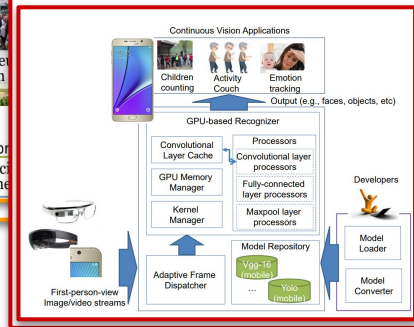 Continuous Vision Applications
Children
counting
Activity
Couch
Emotion
tracking
Output (e.g., faces, objects, etc)
GPU-based Recognizer
Convolutional
Layer Cache
GPU Memory
Manager
Kernel
Manager
Processors
Convolutional layer
processors
Fully-connected
layer processors
Maxpool layer
processors
Developers
Model
Loader
Model
Converter
First-person-view
Image/video streams
Adaptive Frame
Dispatcher
Model Repository
Vgg-16
(mobile)
...
Yolo
(mobile)